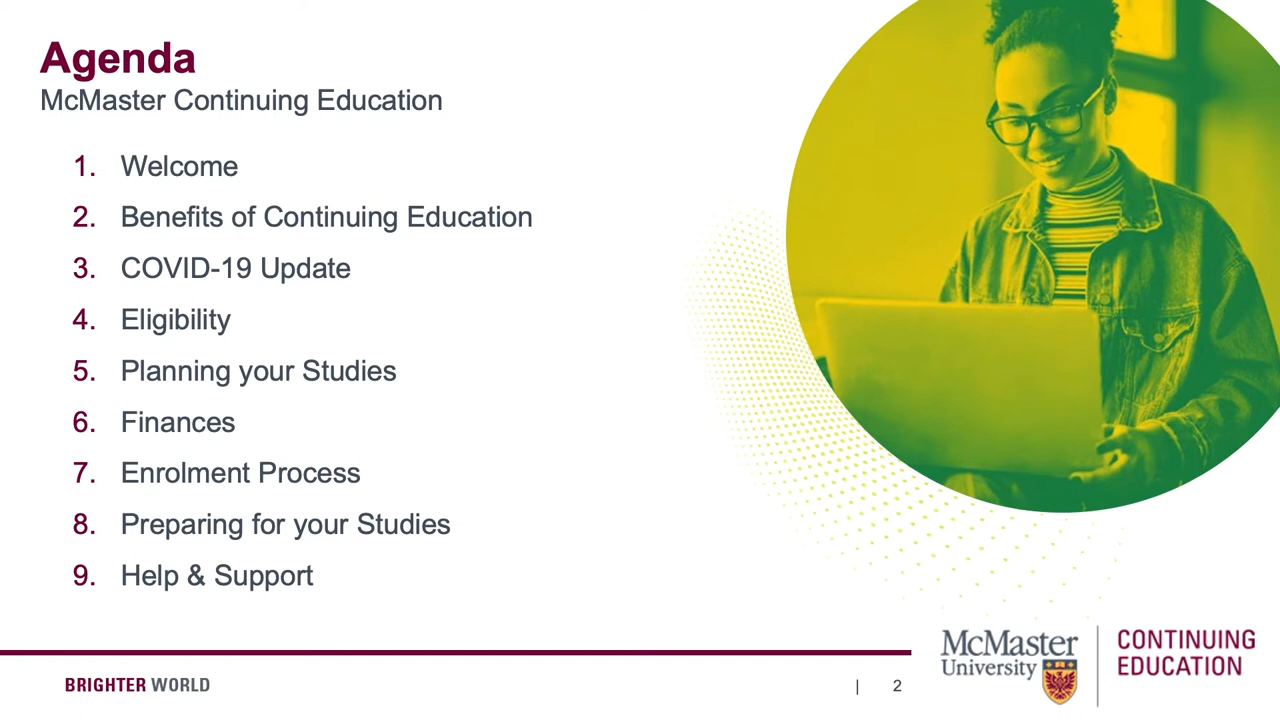 Agenda
McMaster Continuing Education
1. Welcome
2. Benefits of Continuing Education
3. COVID-19 Update
4. Eligibility
5. Planning your Studies
6. Finances
7. Enrolment Process
8. Preparing for your Studies
9. Help & Support
BRIGHTER WORLD
| 2
McMaster
University
CONTINUING
EDUCATION